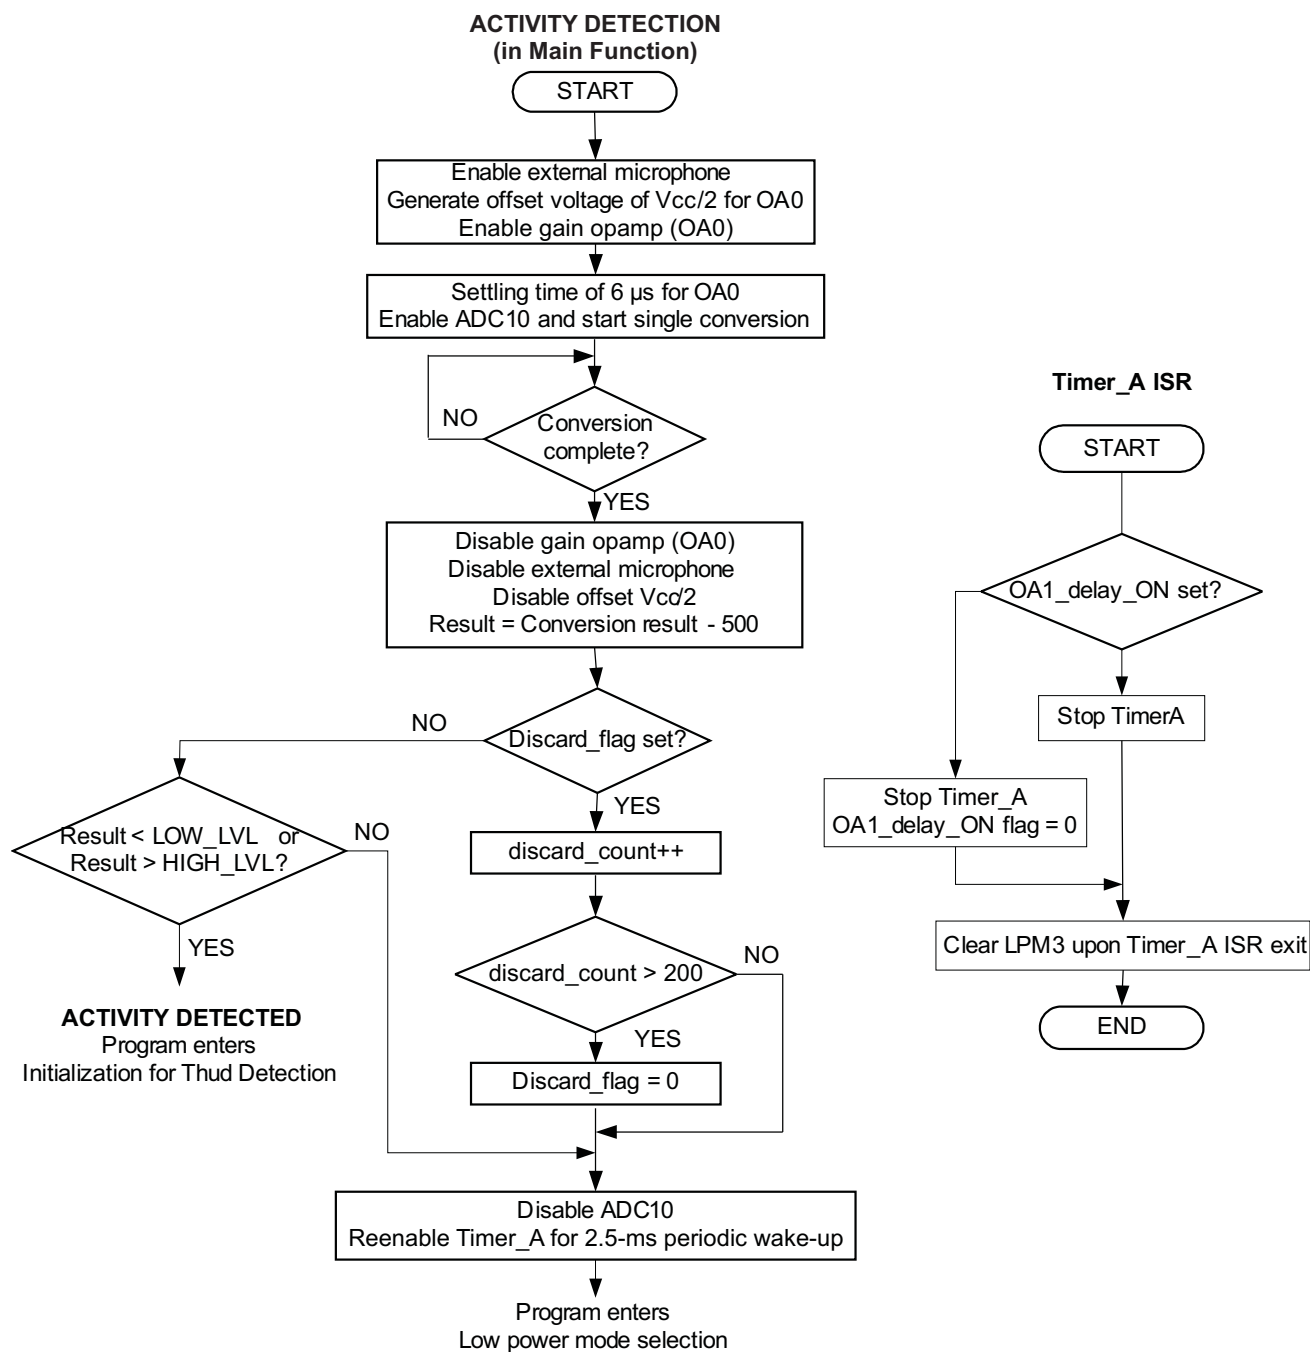 ACTIVITY DETECTION
(in Main Function)
START
Enable external microphone
Generate offset voltage of Vcc/2 for OA0
Enable gain opamp (OA0)
Settling time of 6 µs for OA0
Enable ADC10 and start single conversion
NO
Conversion
complete?
YES
Disable gain opamp (OA0)
Disable external microphone
Disable offset Vcc/2
Result = Conversion result - 500
NO
Discard_flag set?
YES
Result < LOW_LVL or
Result > HIGH_LVL?
NO
YES
ACTIVITY DETECTED
Program enters
Initialization for Thud Detection
discard_count++
discard_count > 200
NO
YES
Discard_flag = 0
Disable ADC10
Reenable Timer_A for 2.5-ms periodic wake-up
Program enters
Low power mode selection
Timer_A ISR
START
OA1_delay_ON set?
Stop TimerA
Stop Timer_A
OA1_delay_ON flag = 0
Clear LPM3 upon Timer_A ISR exit
END